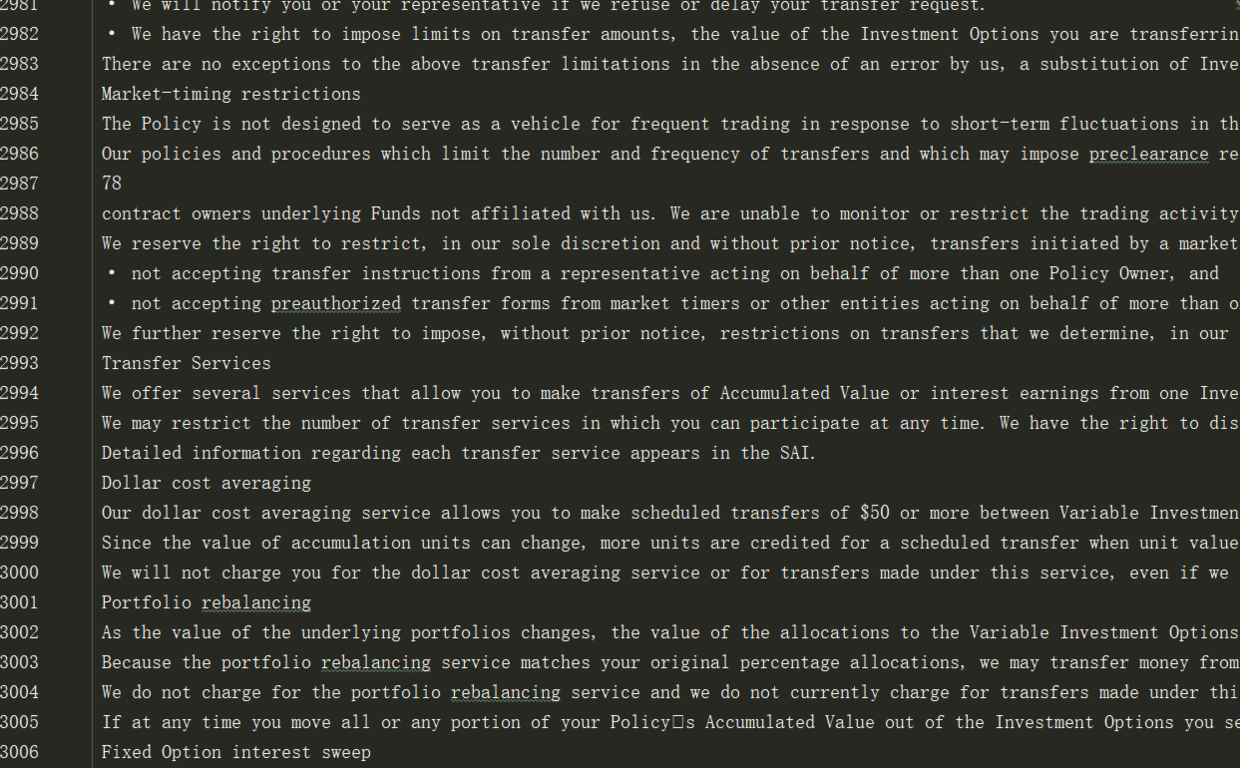 2981 • We will notify you or your representative if we refuse or delay your transfer request.
2982 • We have the right to impose limits on transfer amounts, the value of the Investment Options you are transferrin
2983 There are no exceptions to the above transfer limitations in the absence of an error by us, a substitution of Inve
2984 Market-timing restrictions
2985 The Policy is not designed to serve as a vehicle for frequent trading in response to short-term fluctuations in th
2986 Our policies and procedures which limit the number and frequency of transfers and which may impose preclearance re
2987 78
2988 contract owners underlying Funds not affiliated with us. We are unable to monitor or restrict the trading activity
2989 We reserve the right to restrict, in our sole discretion and without prior notice, transfers initiated by a market
2990 • not accepting transfer instructions from a representative acting on behalf of more than one Policy Owner, and
2991 • not accepting preauthorized transfer forms from market timers or other entities acting on behalf of more than o
2992 We further reserve the right to impose, without prior notice, restrictions on transfers that we determine, in our
2993 Transfer Services
2994 We offer several services that allow you to make transfers of Accumulated Value or interest earnings from one Inve
2995 We may restrict the number of transfer services in which you can participate at any time. We have the right to dis
2996 Detailed information regarding each transfer service appears in the SAI.
2997 Dollar cost averaging
2998 Our dollar cost averaging service allows you to make scheduled transfers of $50 or more between Variable Investmen
2999 Since the value of accumulation units can change, more units are credited for a scheduled transfer when unit value
3000 We will not charge you for the dollar cost averaging service or for transfers made under this service, even if we
3001 Portfolio rebalancing
3002 As the value of the underlying portfolios changes, the value of the allocations to the Variable Investment Options
3003 Because the portfolio rebalancing service matches your original percentage allocations, we may transfer money from
3004 We do not charge for the portfolio rebalancing service and we do not currently charge for transfers made under thi
3005 If at any time you move all or any portion of your Policy□s Accumulated Value out of the Investment Options you se
3006 Fixed Option interest sweep